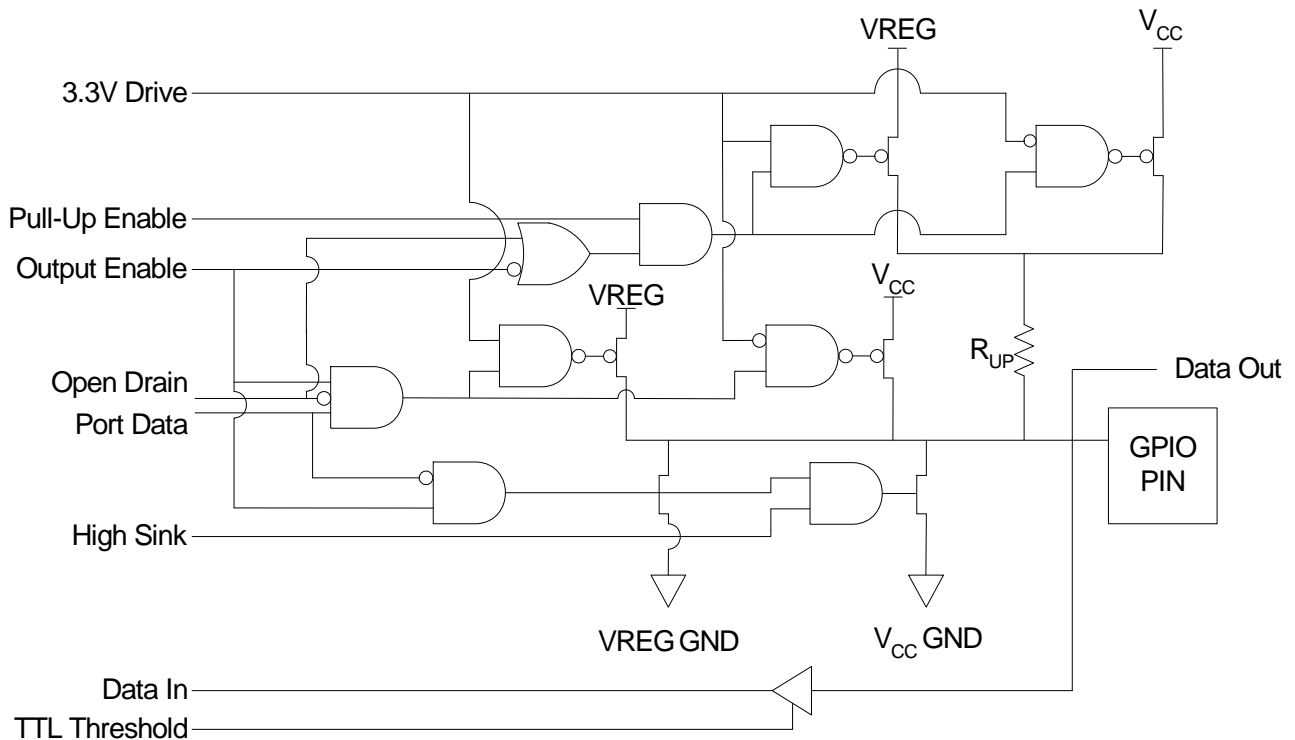 VREG
VCC
3.3V Drive
Pull-Up Enable
Output Enable
VREG
VCC
RUP
Open Drain
Data Out
Port Data
GPIO
PIN
High Sink
VREG GND
VCC GND
Data In
TTL Threshold